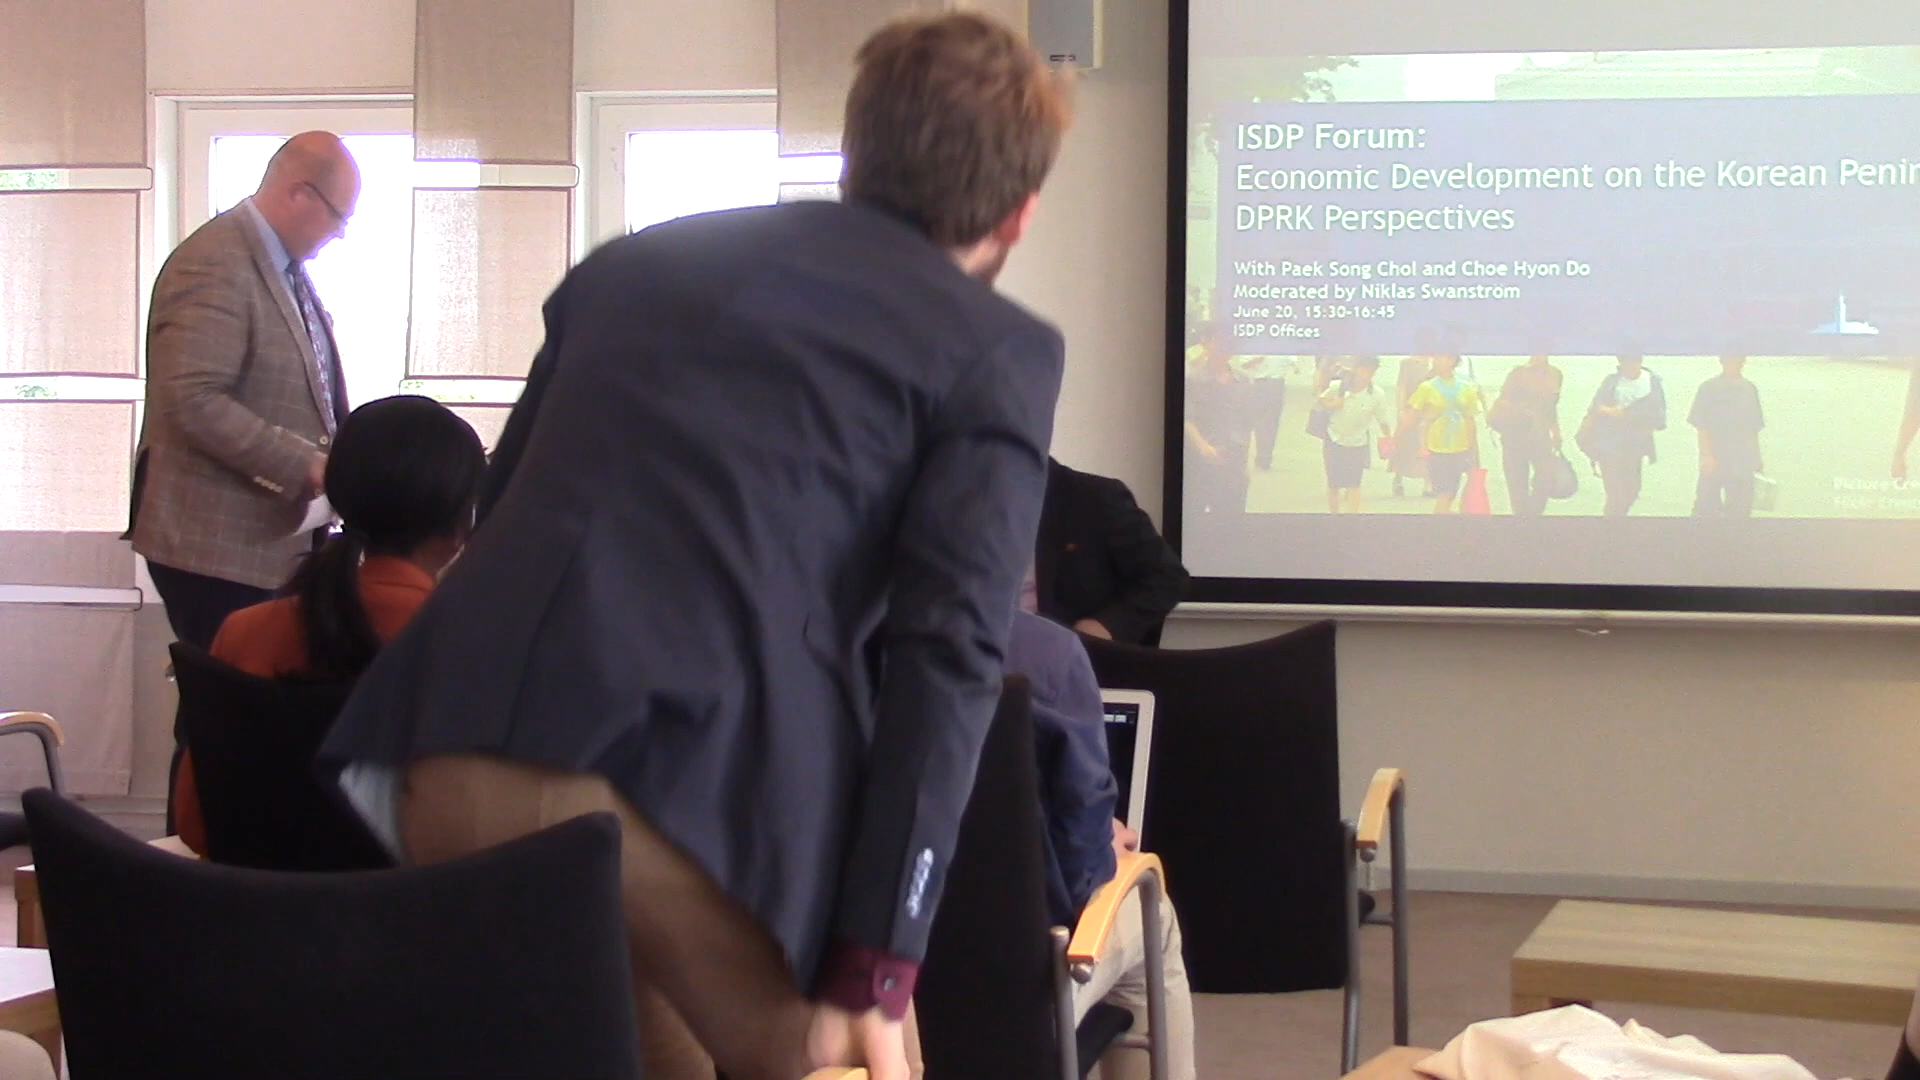 ISDP Forum:
Economic Development on the Korean
DPRK Perspectives
With Paek Song Chol and Choe Hyon Do
Moderated by Niklas Swanström
June 20, 15:30-16:45
ISDP Offices
Picture